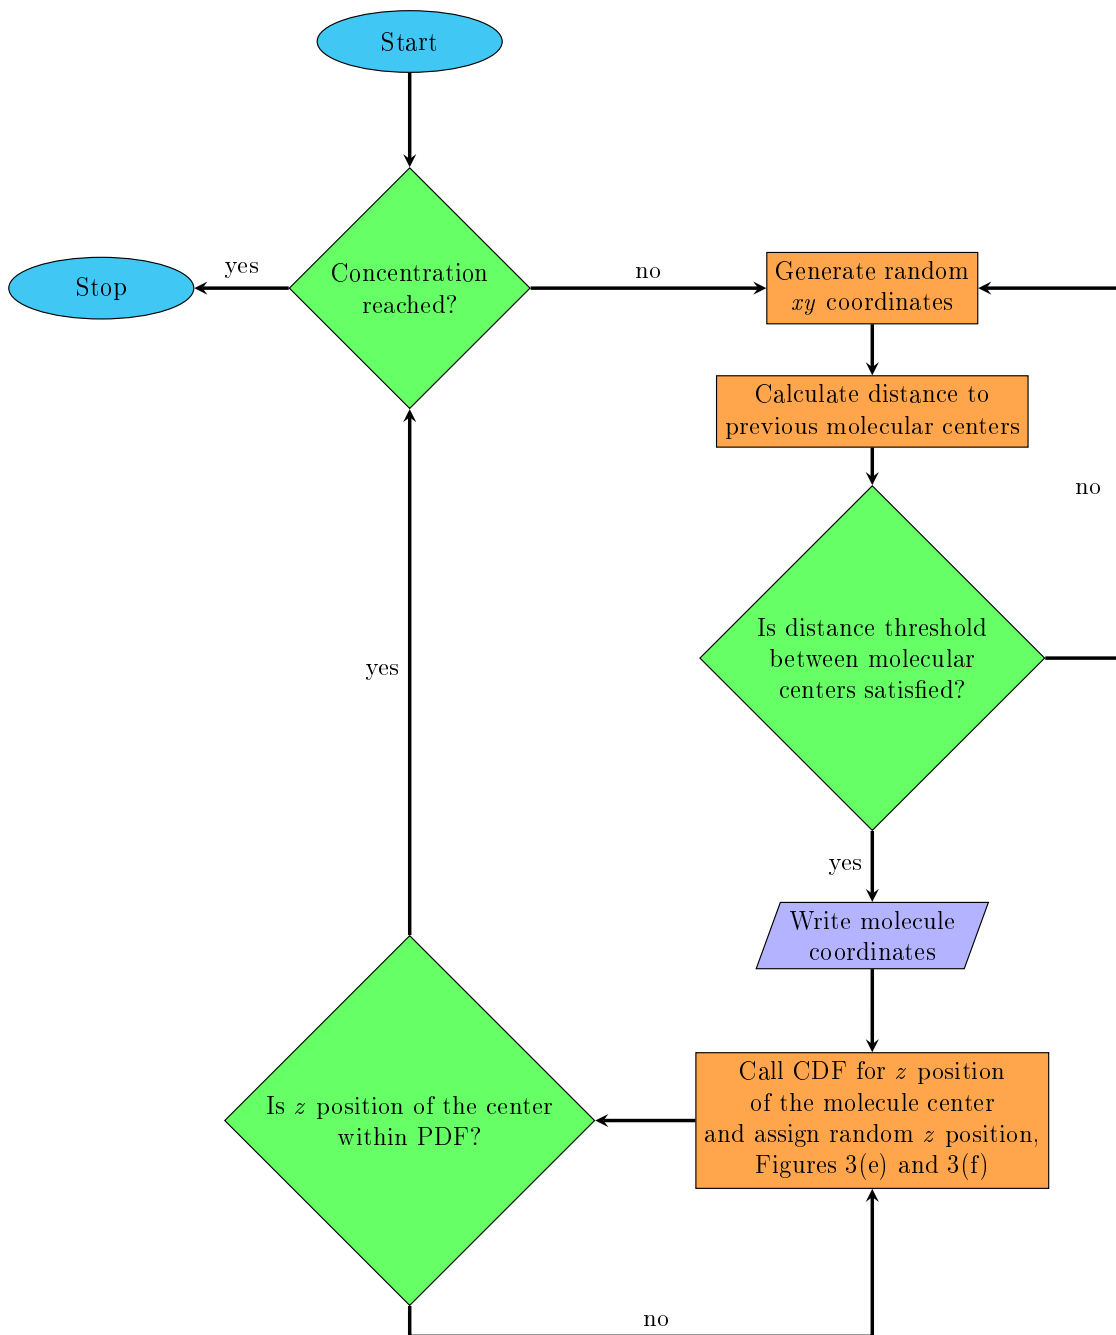 Start
Concentration
reached?
yes
Stop
no
Generate random
xy coordinates
Calculate distance to
previous molecular centers
no
Is distance threshold
between molecular
centers satisfied?
yes
yes
Write molecule
coordinates
Call CDF for z position
of the molecule center
and assign random z position,
Figures 3(e) and 3(f)
Is z position of the center
within PDF?
no